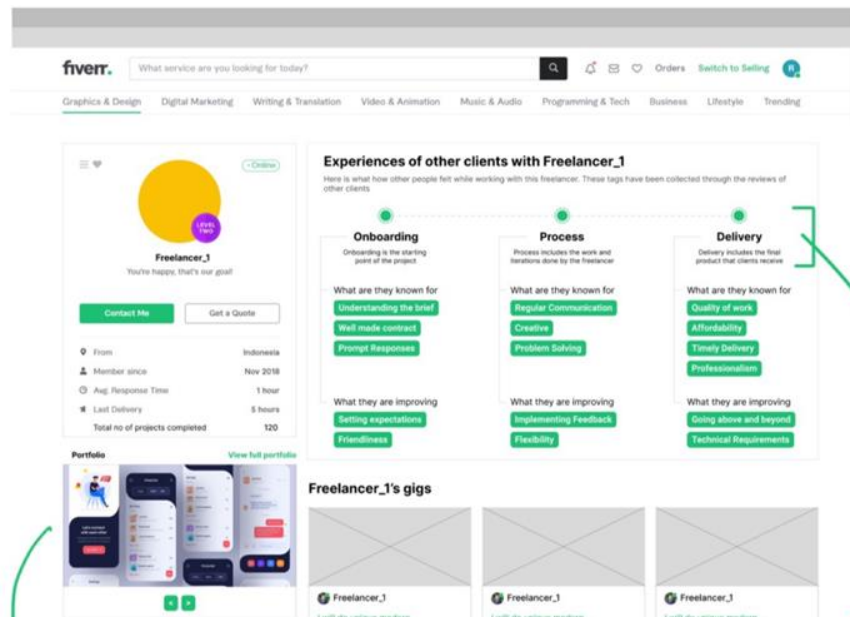 fiverr.
What service are you looking for today?
Orders
Switch to Selling
R
Graphics & Design
Digital Marketing
Writing & Translation
Video & Animation
Music & Audio
Programming & Tech
Business
Lifestyle
Trending
Online
LEVEL
TWO
Freelancer_1
You're happy, that's our goal!
Contact Me
Get a Quote
From
Indonesia
Member since
Nov 2018
Avg. Response Time
1 hour
Last Delivery
5 hours
Total no of projects completed
120
Portfolio
View full portfolio
Experiences of other clients with Freelancer_1
Here is what how other people felt while working with this freelancer. These tags have been collected through the reviews of
other clients
Onboarding
Onboarding is the starting
point of the project
What are they known for
Understanding the brief
Well made contract
Prompt Responses
What they are improving
Setting expectations
Friendliness
Process
Process includes the work and
iterations done by the freelancer
What are they known for
Regular Communication
Creative
Problem Solving
What they are improving
Implementing Feedback
Flexibility
Delivery
Delivery includes the final
product that clients receive
What are they known for
Quality of work
Affordability
Timely Delivery
Professionalism
What they are improving
Going above and beyond
Technical Requirements
Freelancer_1's gigs
Freelancer_1
Freelancer_1
Freelancer_1